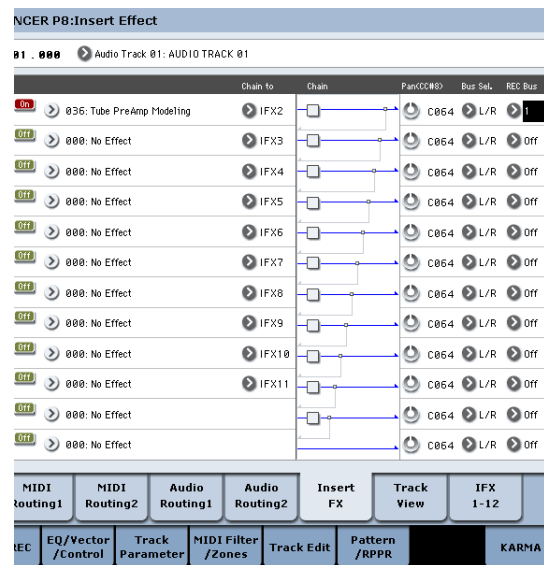 NCER P8:Insert Effect
01 . 000 Audio Track 01: AUDIO TRACK 01
Chain to Chain Pan(CC#8) Bus Sel. REC Bus
On 036: Tube PreAmp Modeling IFX2 C064 L/R 1
Off 000: No Effect IFX3 C064 L/R Off
Off 000: No Effect IFX4 C064 L/R Off
Off 000: No Effect IFX5 C064 L/R Off
Off 000: No Effect IFX6 C064 L/R Off
Off 000: No Effect IFX7 C064 L/R Off
Off 000: No Effect IFX8 C064 L/R Off
Off 000: No Effect IFX9 C064 L/R Off
Off 000: No Effect IFX10 C064 L/R Off
Off 000: No Effect IFX11 C064 L/R Off
Off 000: No Effect C064 L/R Off
Off 000: No Effect C064 L/R Off
MIDI MIDI Audio Audio Insert Track IFX
Routing1 Routing2 Routing1 Routing2 FX View 1-12
REC EQ/Vector Track MIDI Filter Track Edit Pattern KARMA
/Control Parameter /Zones /RPPR